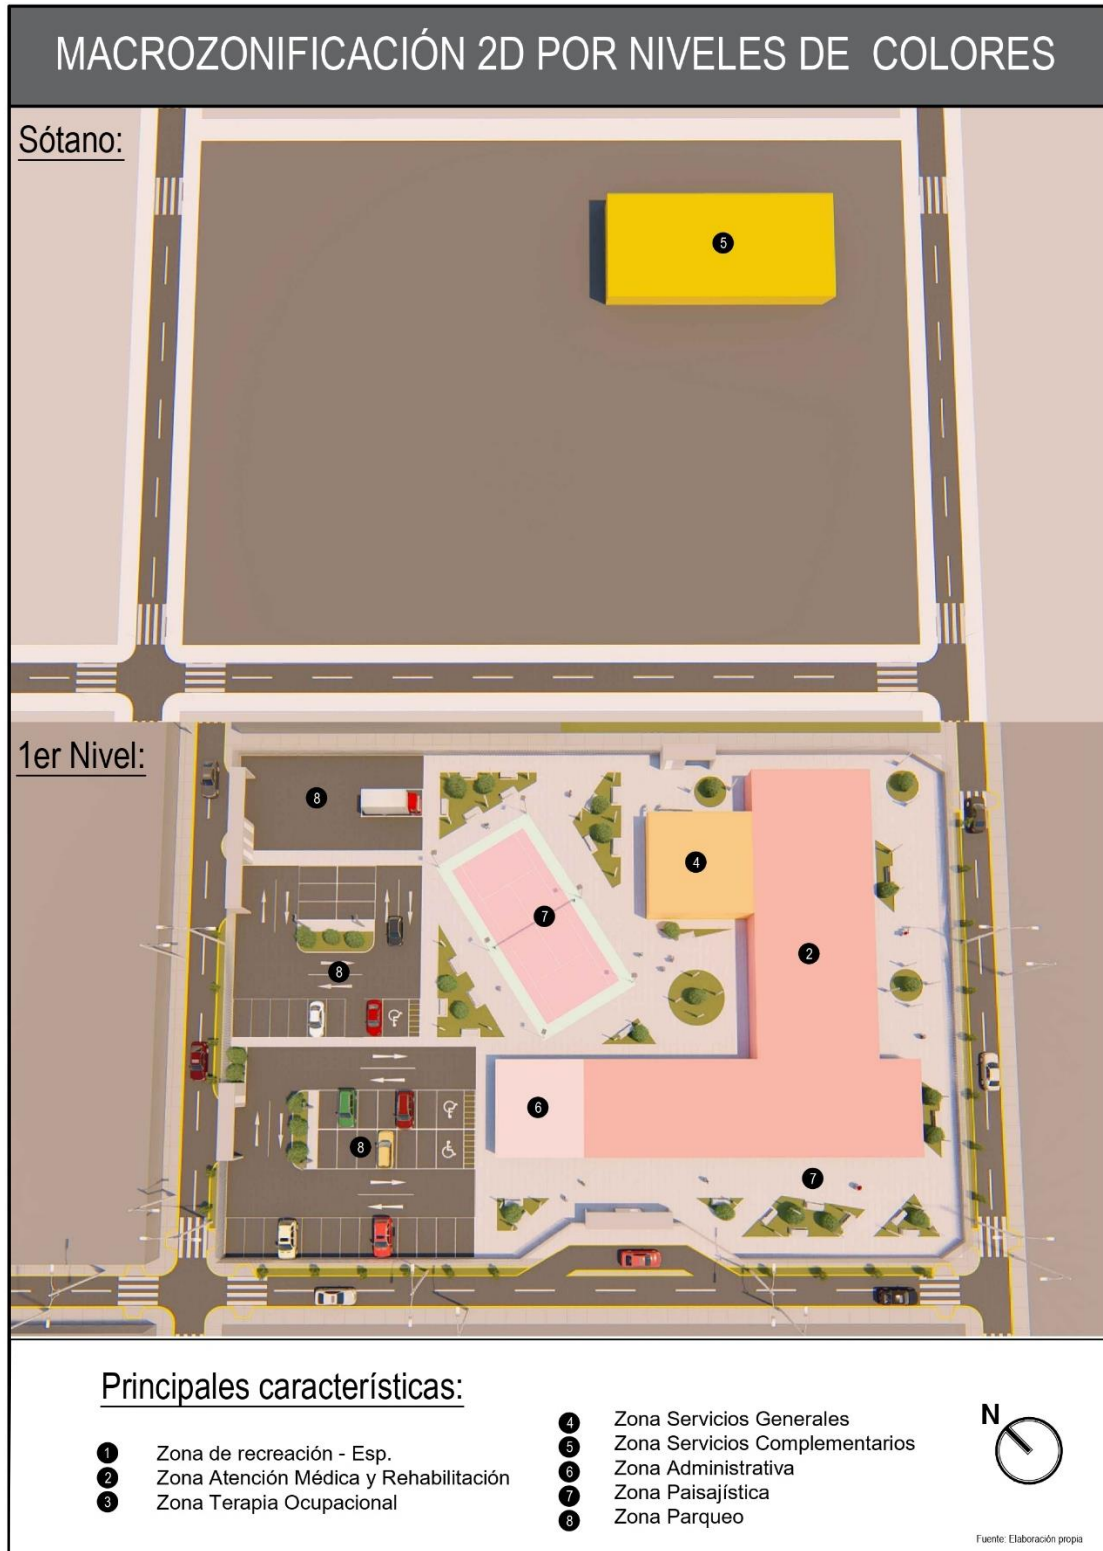 MACROZONIFICACIÓN 2D POR NIVELES DE COLORES
Sótano:
5
1er Nivel:
8
4
7
2
8
6
8
7
Principales características:
1 Zona de recreación - Esp.
2 Zona Atención Médica y Rehabilitación
3 Zona Terapia Ocupacional
4 Zona Servicios Generales
5 Zona Servicios Complementarios
6 Zona Administrativa
7 Zona Paisajística
8 Zona Parqueo
N
Fuente: Elaboración propia